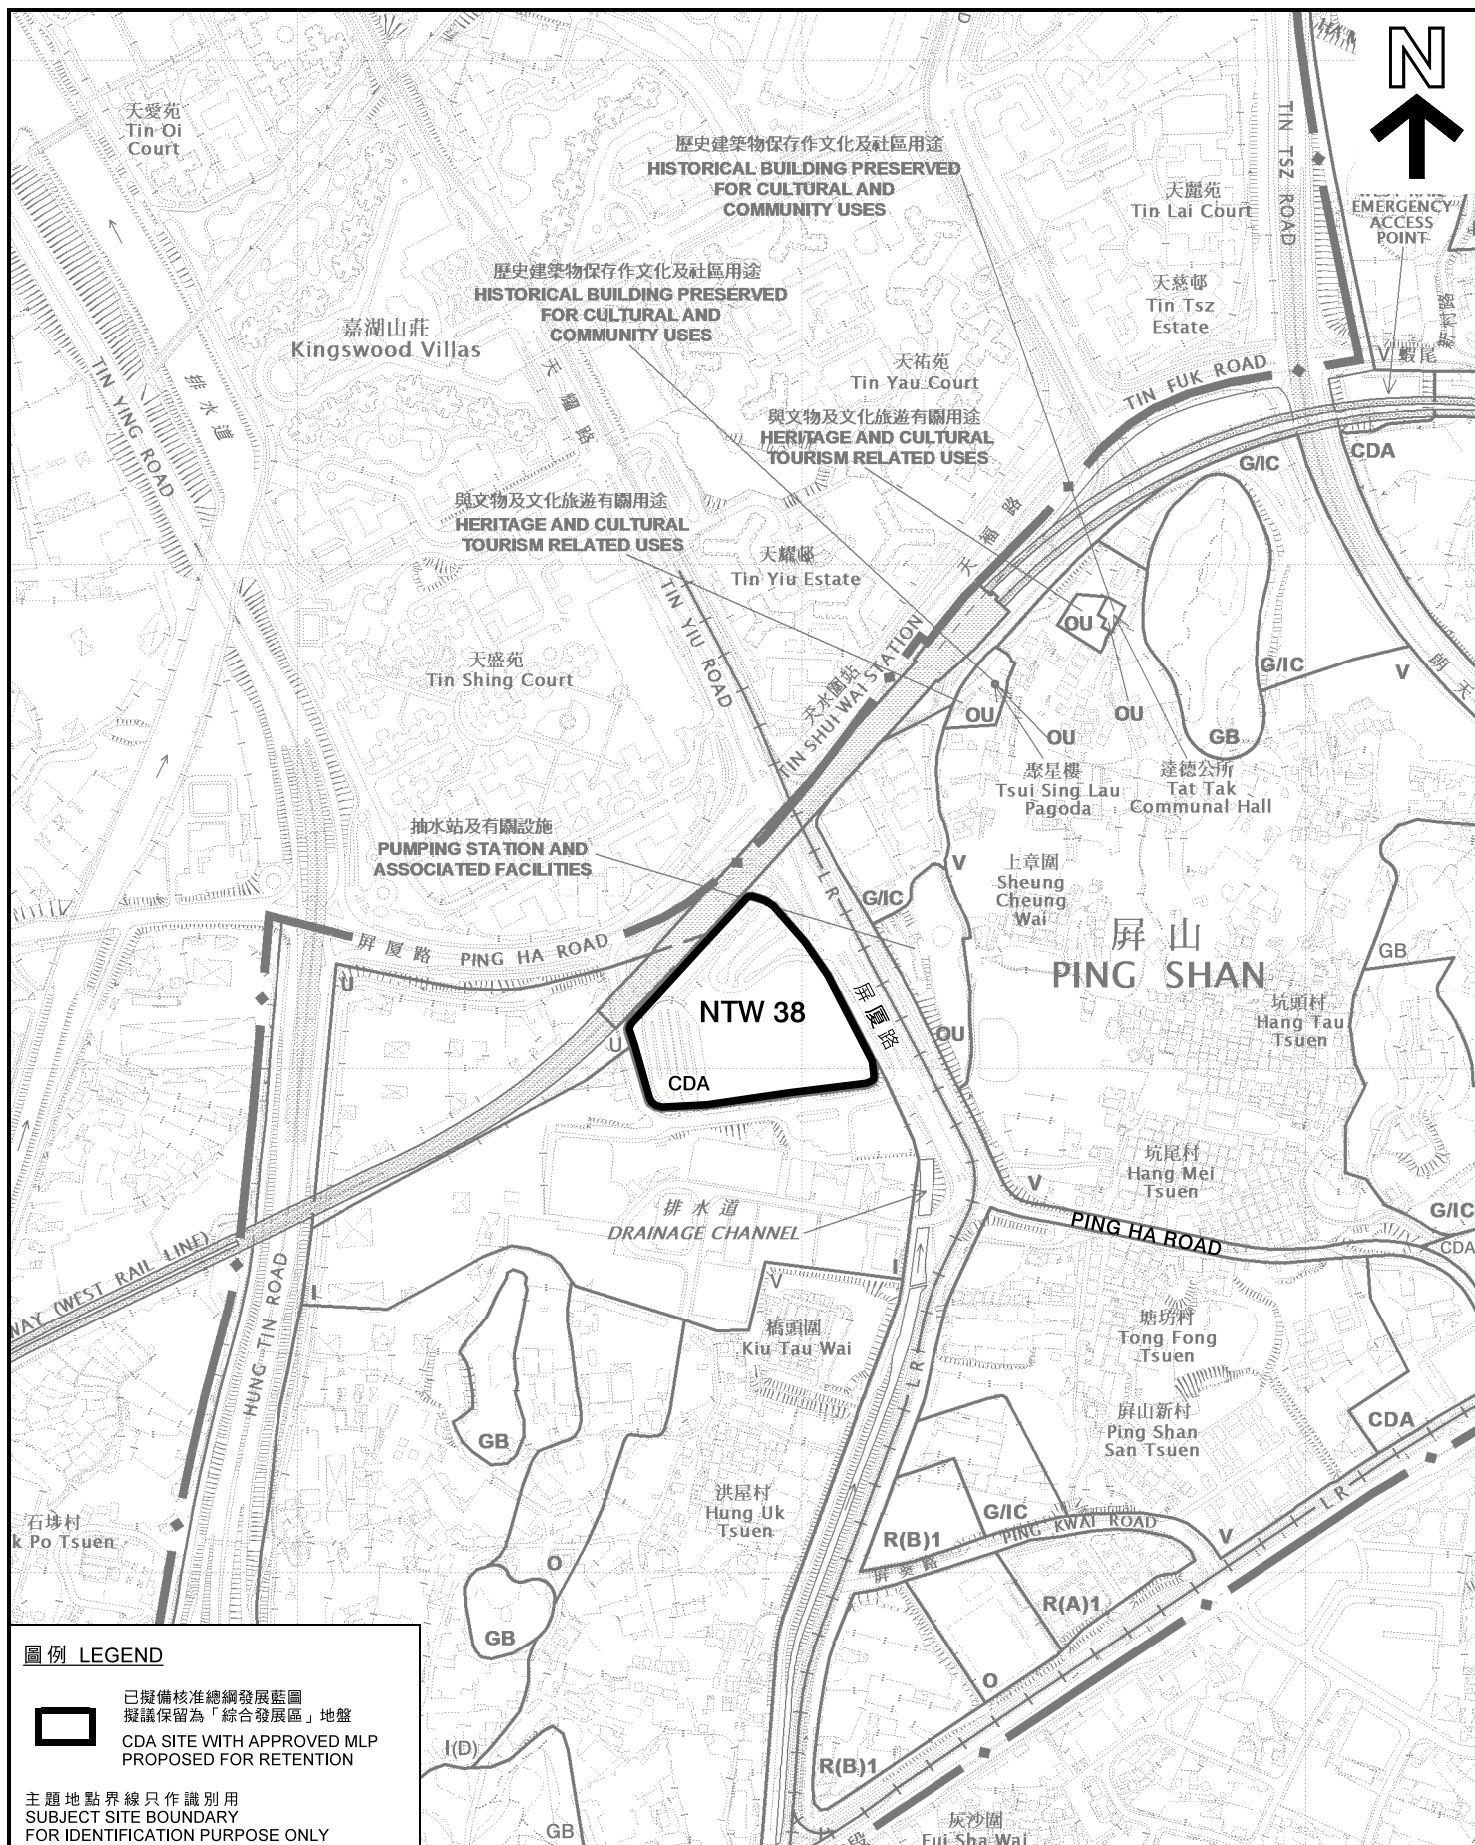 N
天愛苑
Tin Oi
Court
歷史建築物保存作文化及社區用途
HISTORICAL BUILDING PRESERVED
FOR CULTURAL AND
COMMUNITY USES
TIN TSZ ROAD
天麗苑
Tin Lai Court
EMERGENCY
ACCESS
POINT
歷史建築物保存作文化及社區用途
HISTORICAL BUILDING PRESERVED
FOR CULTURAL AND
COMMUNITY USES
天慈邨
Tin Tsz
Estate
嘉湖山莊
Kingswood Villas
天耀路
天祐苑
Tin Yau Court
TIN FUK ROAD
V
蝦尾
新村路
TIN YING ROAD
排水道
與文物及文化旅遊有關用途
HERITAGE AND CULTURAL
TOURISM RELATED USES
G/IC
CDA
與文物及文化旅遊有關用途
HERITAGE AND CULTURAL
TOURISM RELATED USES
天福路
天耀邨
Tin Yiu Estate
TIN YIU ROAD
OU
天盛苑
Tin Shing Court
天水圍站
TIN SHUI WAI STATION
G/IC
V
朗天
OU
OU
OU
GB
聚星樓
Tsui Sing Lau
Pagoda
達德公所
Tat Tak
Communal Hall
抽水站及有關設施
PUMPING STATION AND
ASSOCIATED FACILITIES
LR
G/IC
V
上章圍
Sheung
Cheung
Wai
屏山
PING SHAN
GB
屏廈路 PING HA ROAD
U
NTW 38
CDA
U
屏廈路
OU
坑頭村
Hang Tau
Tsuen
坑尾村
Hang Mei
Tsuen
排水道
DRAINAGE CHANNEL
V
PING HA ROAD
G/IC
CDA
WAY (WEST RAIL LINE)
HUNG TIN ROAD
I
V
I
橋頭圍
Kiu Tau Wai
塘坊村
Tong Fong
Tsuen
LR
屏山新村
Ping Shan
San Tsuen
CDA
GB
洪屋村
Hung Uk
Tsuen
石埗村
k Po Tsuen
R(B)1
G/IC
PING KWAI ROAD
屏葵路
V
LR
O
R(A)1
GB
O
I(D)
R(B)1
GB
灰沙圍
Fui Sha Wai
段
圖例 LEGEND
已擬備核准總綱發展藍圖
擬議保留為「綜合發展區」地盤
CDA SITE WITH APPROVED MLP
PROPOSED FOR RETENTION
主題地點界線只作識別用
SUBJECT SITE BOUNDARY
FOR IDENTIFICATION PURPOSE ONLY